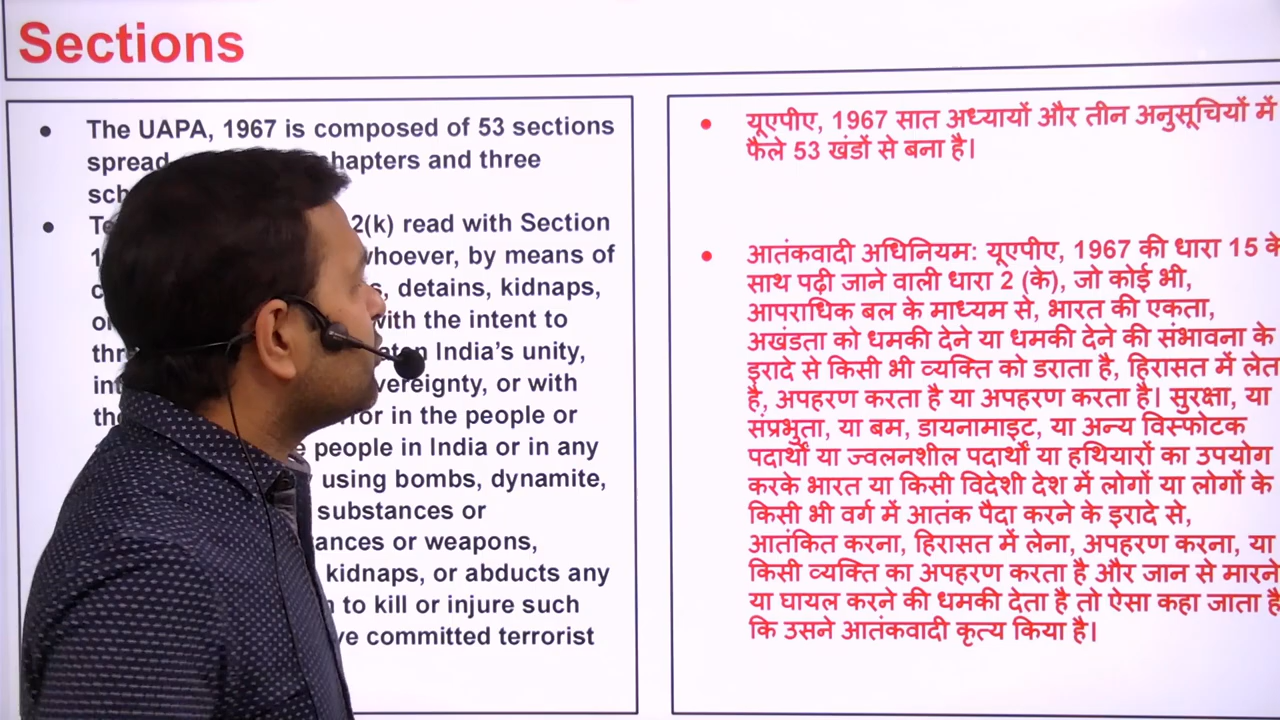 Sections
The UAPA, 1967 is composed of 53 sections
spread hapters and three
sch
Te 2(k) read with Section
1 whoever, by means of
c s, detains, kidnaps,
or with the intent to
thr aten India's unity,
int vereignty, or with
the ror in the people or
e people in India or in any
using bombs, dynamite,
substances or
ances or weapons,
kidnaps, or abducts any
to kill or injure such
ve committed terrorist
यूएपीए, 1967 सात अध्यायों और तीन अनुसूचियों में
फैले 53 खंडों से बना है।
आतंकवादी अधिनियम: यूएपीए, 1967 की धारा 15 के
साथ पढ़ी जाने वाली धारा 2 (के), जो कोई भी,
आपराधिक बल के माध्यम से, भारत की एकता,
अखंडता को धमकी देने या धमकी देने की संभावना के
इरादे से किसी भी व्यक्ति को डराता है, हिरासत में लेत
है, अपहरण करता है या अपहरण करता है। सुरक्षा, या
संप्रभुता, या बम, डायनामाइट, या अन्य विस्फोटक
पदार्थों या ज्वलनशील पदार्थों या हथियारों का उपयोग
करके भारत या किसी विदेशी देश में लोगों या लोगों के
किसी भी वर्ग में आतंक पैदा करने के इरादे से,
आतंकित करना, हिरासत में लेना, अपहरण करना, या
किसी व्यक्ति का अपहरण करता है और जान से मारने
या घायल करने की धमकी देता है तो ऐसा कहा जाता है
कि उसने आतंकवादी कृत्य किया है।